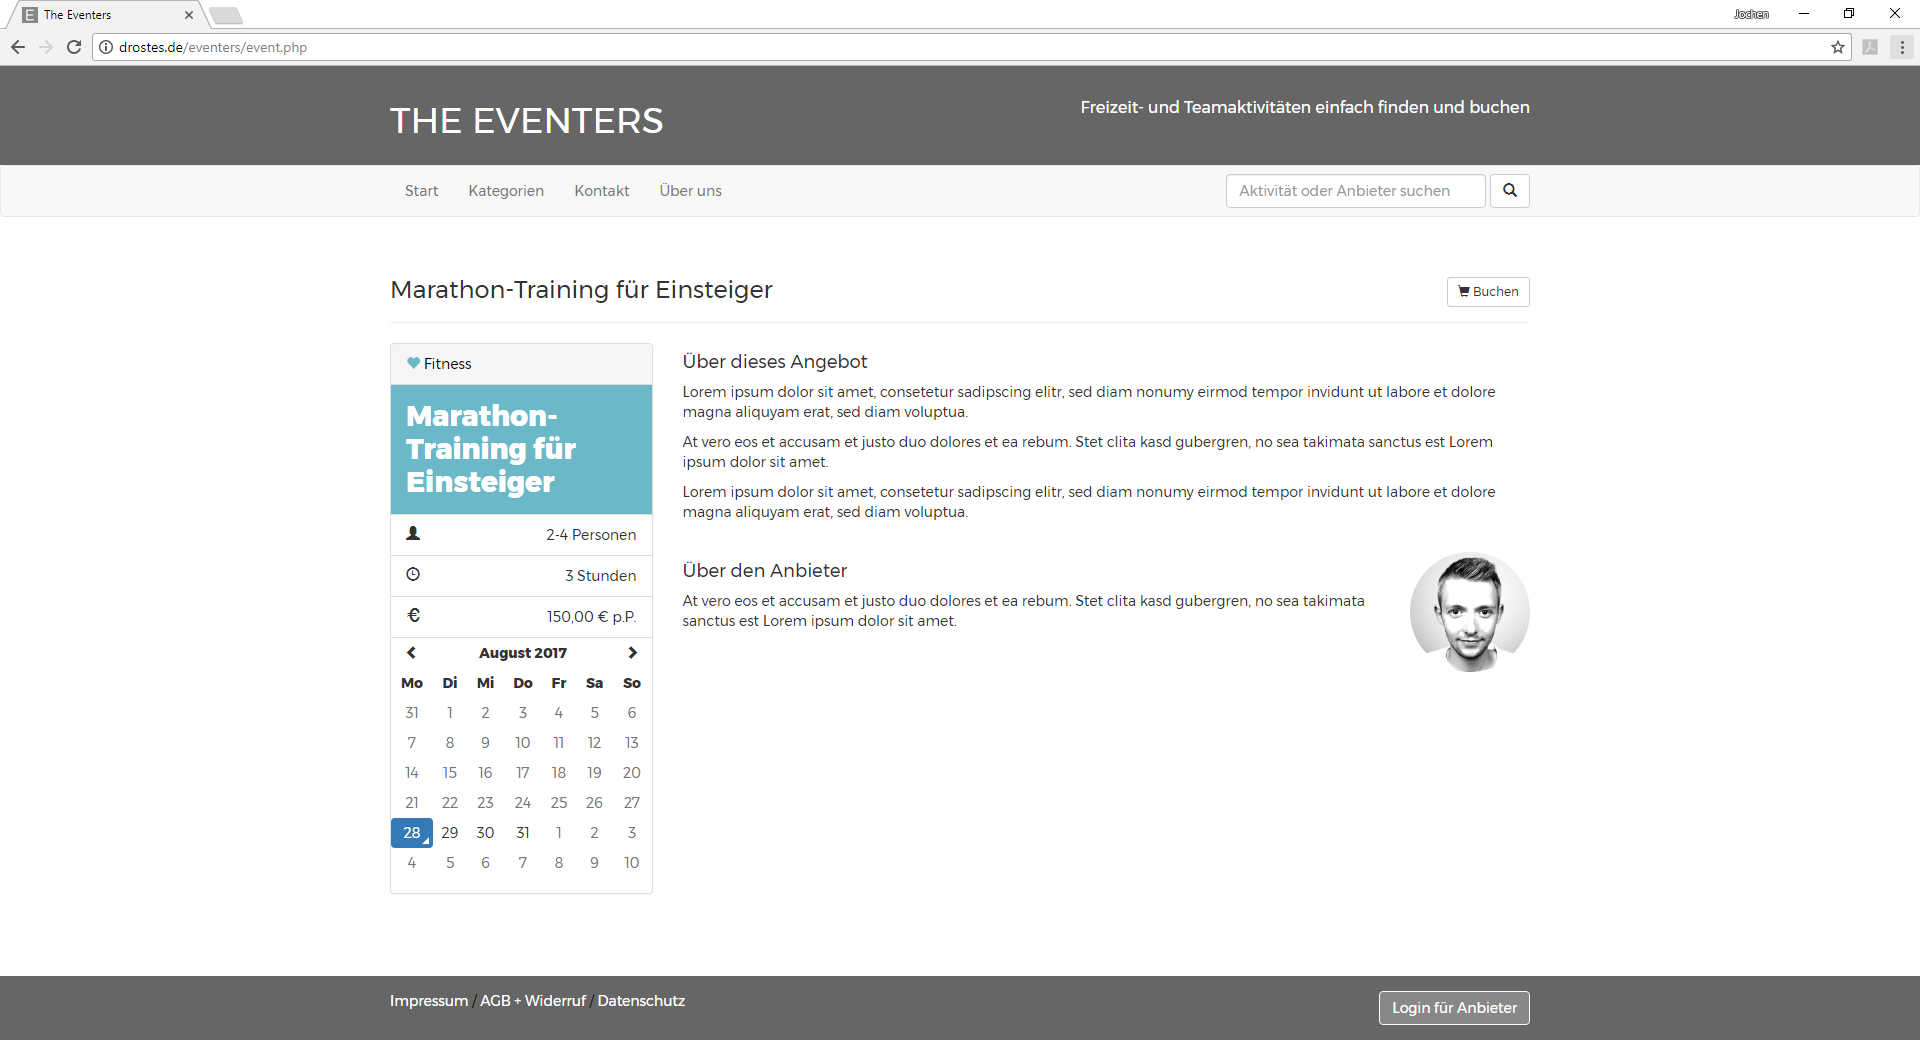 The Eventers
Jochen
drostes.de/eventers/event.php
THE EVENTERS
Freizeit- und Teamaktivitäten einfach finden und buchen
Start Kategorien Kontakt Über uns
Aktivität oder Anbieter suchen
Marathon-Training für Einsteiger
Buchen
Fitness
Marathon-
Training für
Einsteiger
2-4 Personen
3 Stunden
€ 150,00 € p.P.
August 2017
Mo Di Mi Do Fr Sa So
31 1 2 3 4 5 6
7 8 9 10 11 12 13
14 15 16 17 18 19 20
21 22 23 24 25 26 27
28 29 30 31 1 2 3
4 5 6 7 8 9 10
Über dieses Angebot
Lorem ipsum dolor sit amet, consetetur sadipscing elitr, sed diam nonumy eirmod tempor invidunt ut labore et dolore
magna aliquyam erat, sed diam voluptua.
At vero eos et accusam et justo duo dolores et ea rebum. Stet clita kasd gubergren, no sea takimata sanctus est Lorem
ipsum dolor sit amet.
Lorem ipsum dolor sit amet, consetetur sadipscing elitr, sed diam nonumy eirmod tempor invidunt ut labore et dolore
magna aliquyam erat, sed diam voluptua.
Über den Anbieter
At vero eos et accusam et justo duo dolores et ea rebum. Stet clita kasd gubergren, no sea takimata
sanctus est Lorem ipsum dolor sit amet.
Impressum / AGB + Widerruf / Datenschutz
Login für Anbieter